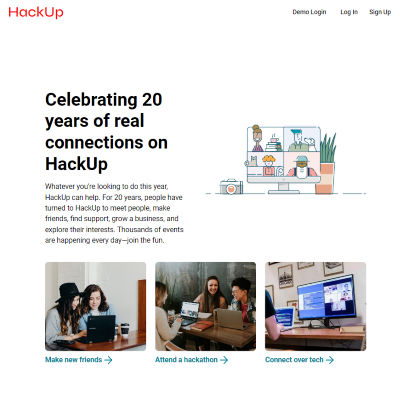 HackUp
Demo Login Log In Sign Up
Celebrating 20
years of real
connections on
HackUp
Whatever you're looking to do this year,
HackUp can help. For 20 years, people have
turned to HackUp to meet people, make
friends, find support, grow a business, and
explore their interests. Thousands of events
are happening every day—join the fun.
Make new friends
Attend a hackathon
Connect over tech